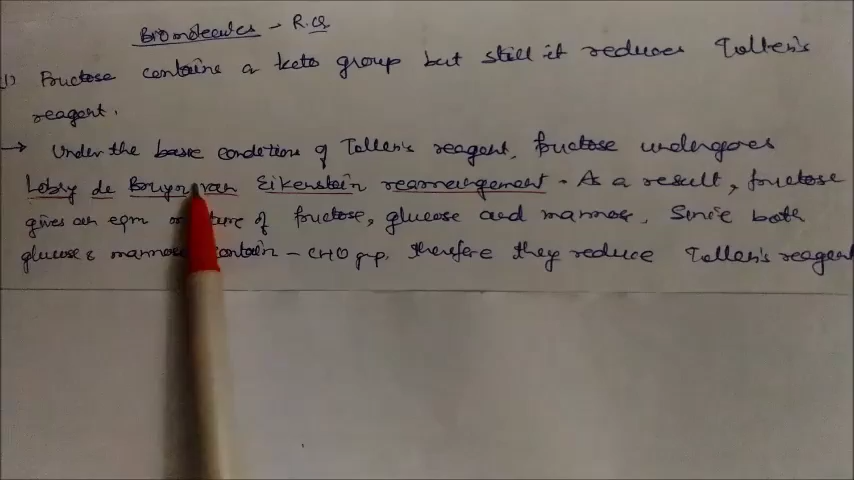 Biomolecules - R.Q.
1) Fructose contains a keto group but still it reduces Tollen's
reagent.
→ Under the basic conditions of Tollen's reagent, fructose undergoes
Lobry de Bruyn van Eikenstein rearrangement. As a result, fructose
gives an eqm of fructose, glucose and mannose. Since both
glucose & mannose contain - CHO grp, therefore they reduce Tollen's reagent